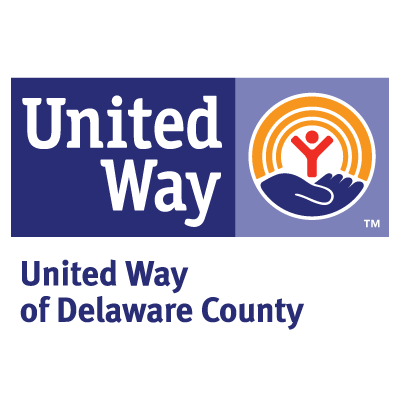 United
Way
TM
United Way
of Delaware County